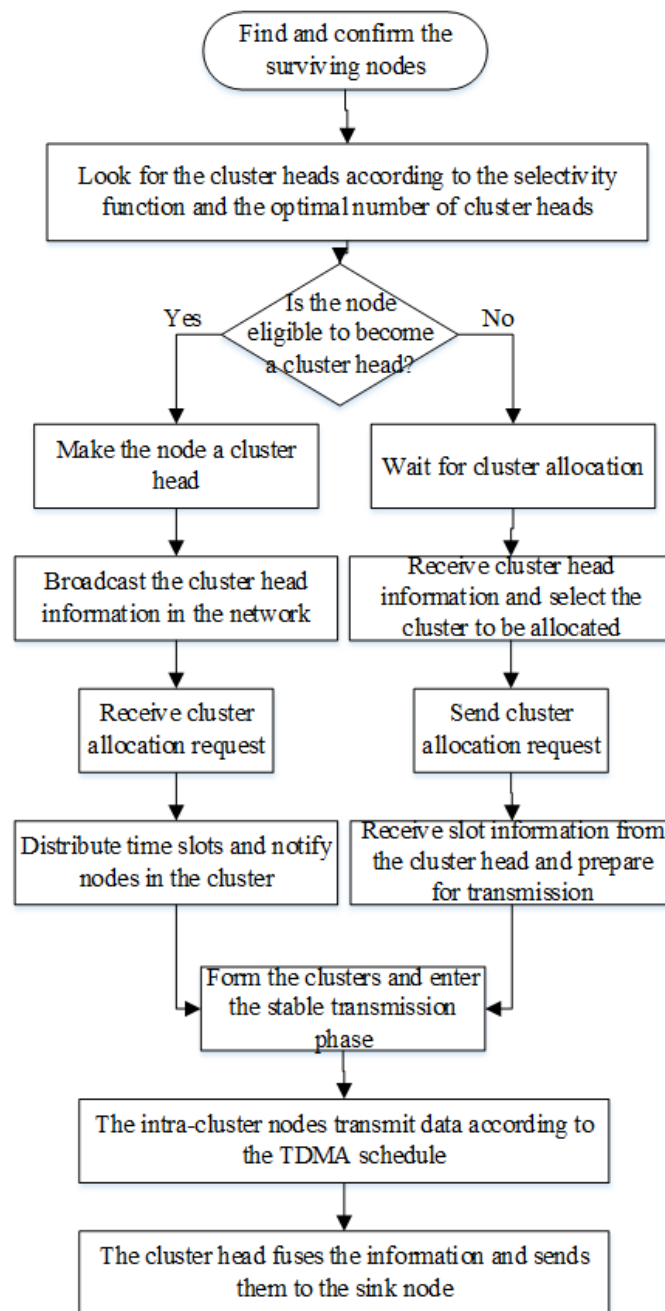 Find and confirm the
surviving nodes
Look for the cluster heads according to the selectivity
function and the optimal number of cluster heads
Is the node
eligible to become
a cluster head?
Yes
No
Make the node a cluster
head
Wait for cluster allocation
Broadcast the cluster head
information in the network
Receive cluster head
information and select the
cluster to be allocated
Receive cluster
allocation request
Send cluster
allocation request
Distribute time slots and notify
nodes in the cluster
Receive slot information from
the cluster head and prepare
for transmission
Form the clusters and enter
the stable transmission
phase
The intra-cluster nodes transmit data according to
the TDMA schedule
The cluster head fuses the information and sends
them to the sink node